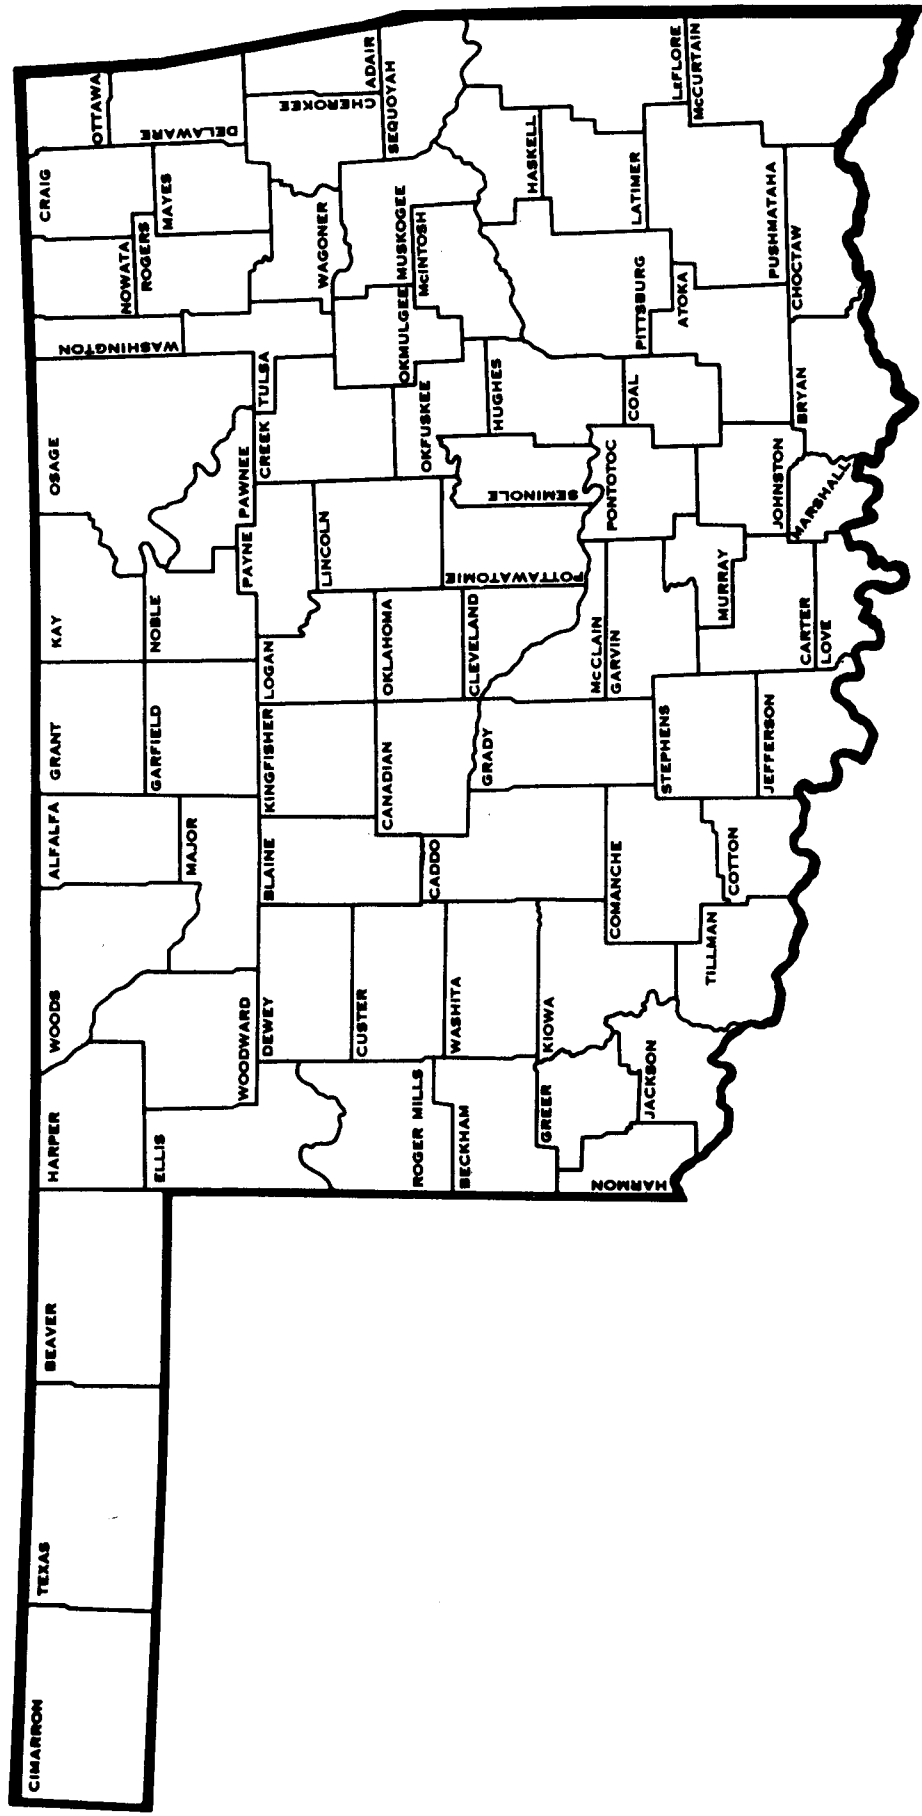 CIMARRON
TEXAS
BEAVER
HARPER
WOODS
ALFALFA
GRANT
KAY
OSAGE
WASHINGTON
NOWATA
CRAIG
OTTAWA
ELLIS
WOODWARD
MAJOR
GARFIELD
NOBLE
PAWNEE
ROGERS
MAYES
DELAWARE
DEWEY
BLAINE
KINGFISHER
LOGAN
PAYNE
CREEK
TULSA
WAGONER
CHEROKEE
ADAIR
ROGER MILLS
CUSTER
CANADIAN
OKLAHOMA
LINCOLN
OKFUSKEE
OKMULGEE
MUSKOGEE
McINTOSH
SEQUOYAH
BECKHAM
WASHITA
CADDO
GRADY
CLEVELAND
POTTAWATOMIE
SEMINOLE
HUGHES
HASKELL
GREER
KIOWA
COMANCHE
McCLAIN
GARVIN
PONTOTOC
COAL
PITTSBURG
LATIMER
LeFLORE
HARMON
JACKSON
TILLMAN
COTTON
STEPHENS
MURRAY
JOHNSTON
ATOKA
PUSHMATAHA
McCURTAIN
JEFFERSON
CARTER
LOVE
MARSHALL
BRYAN
CHOCTAW